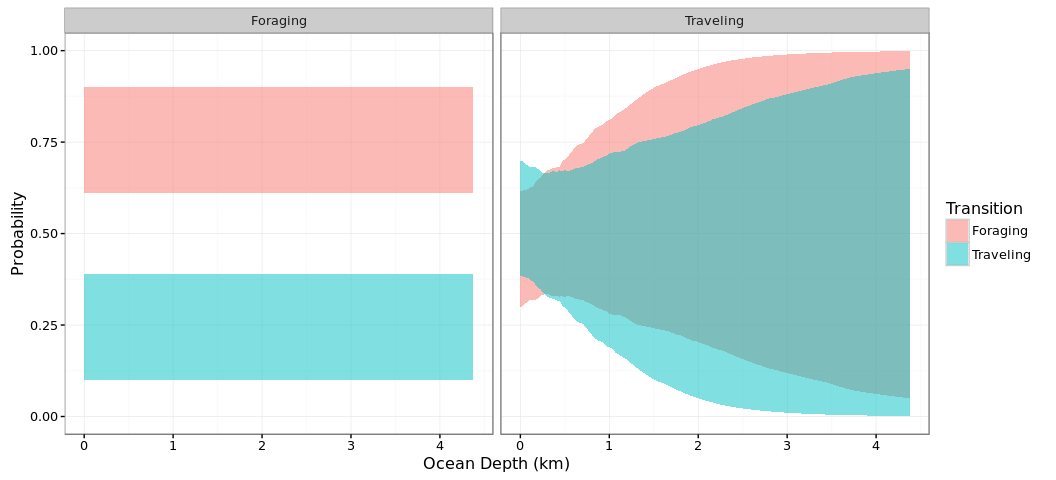 Foraging
Traveling
1.00
0.75
0.50
0.25
0.00
Probability
0 1 2 3 4
0 1 2 3 4
Ocean Depth (km)
Transition
Foraging
Traveling